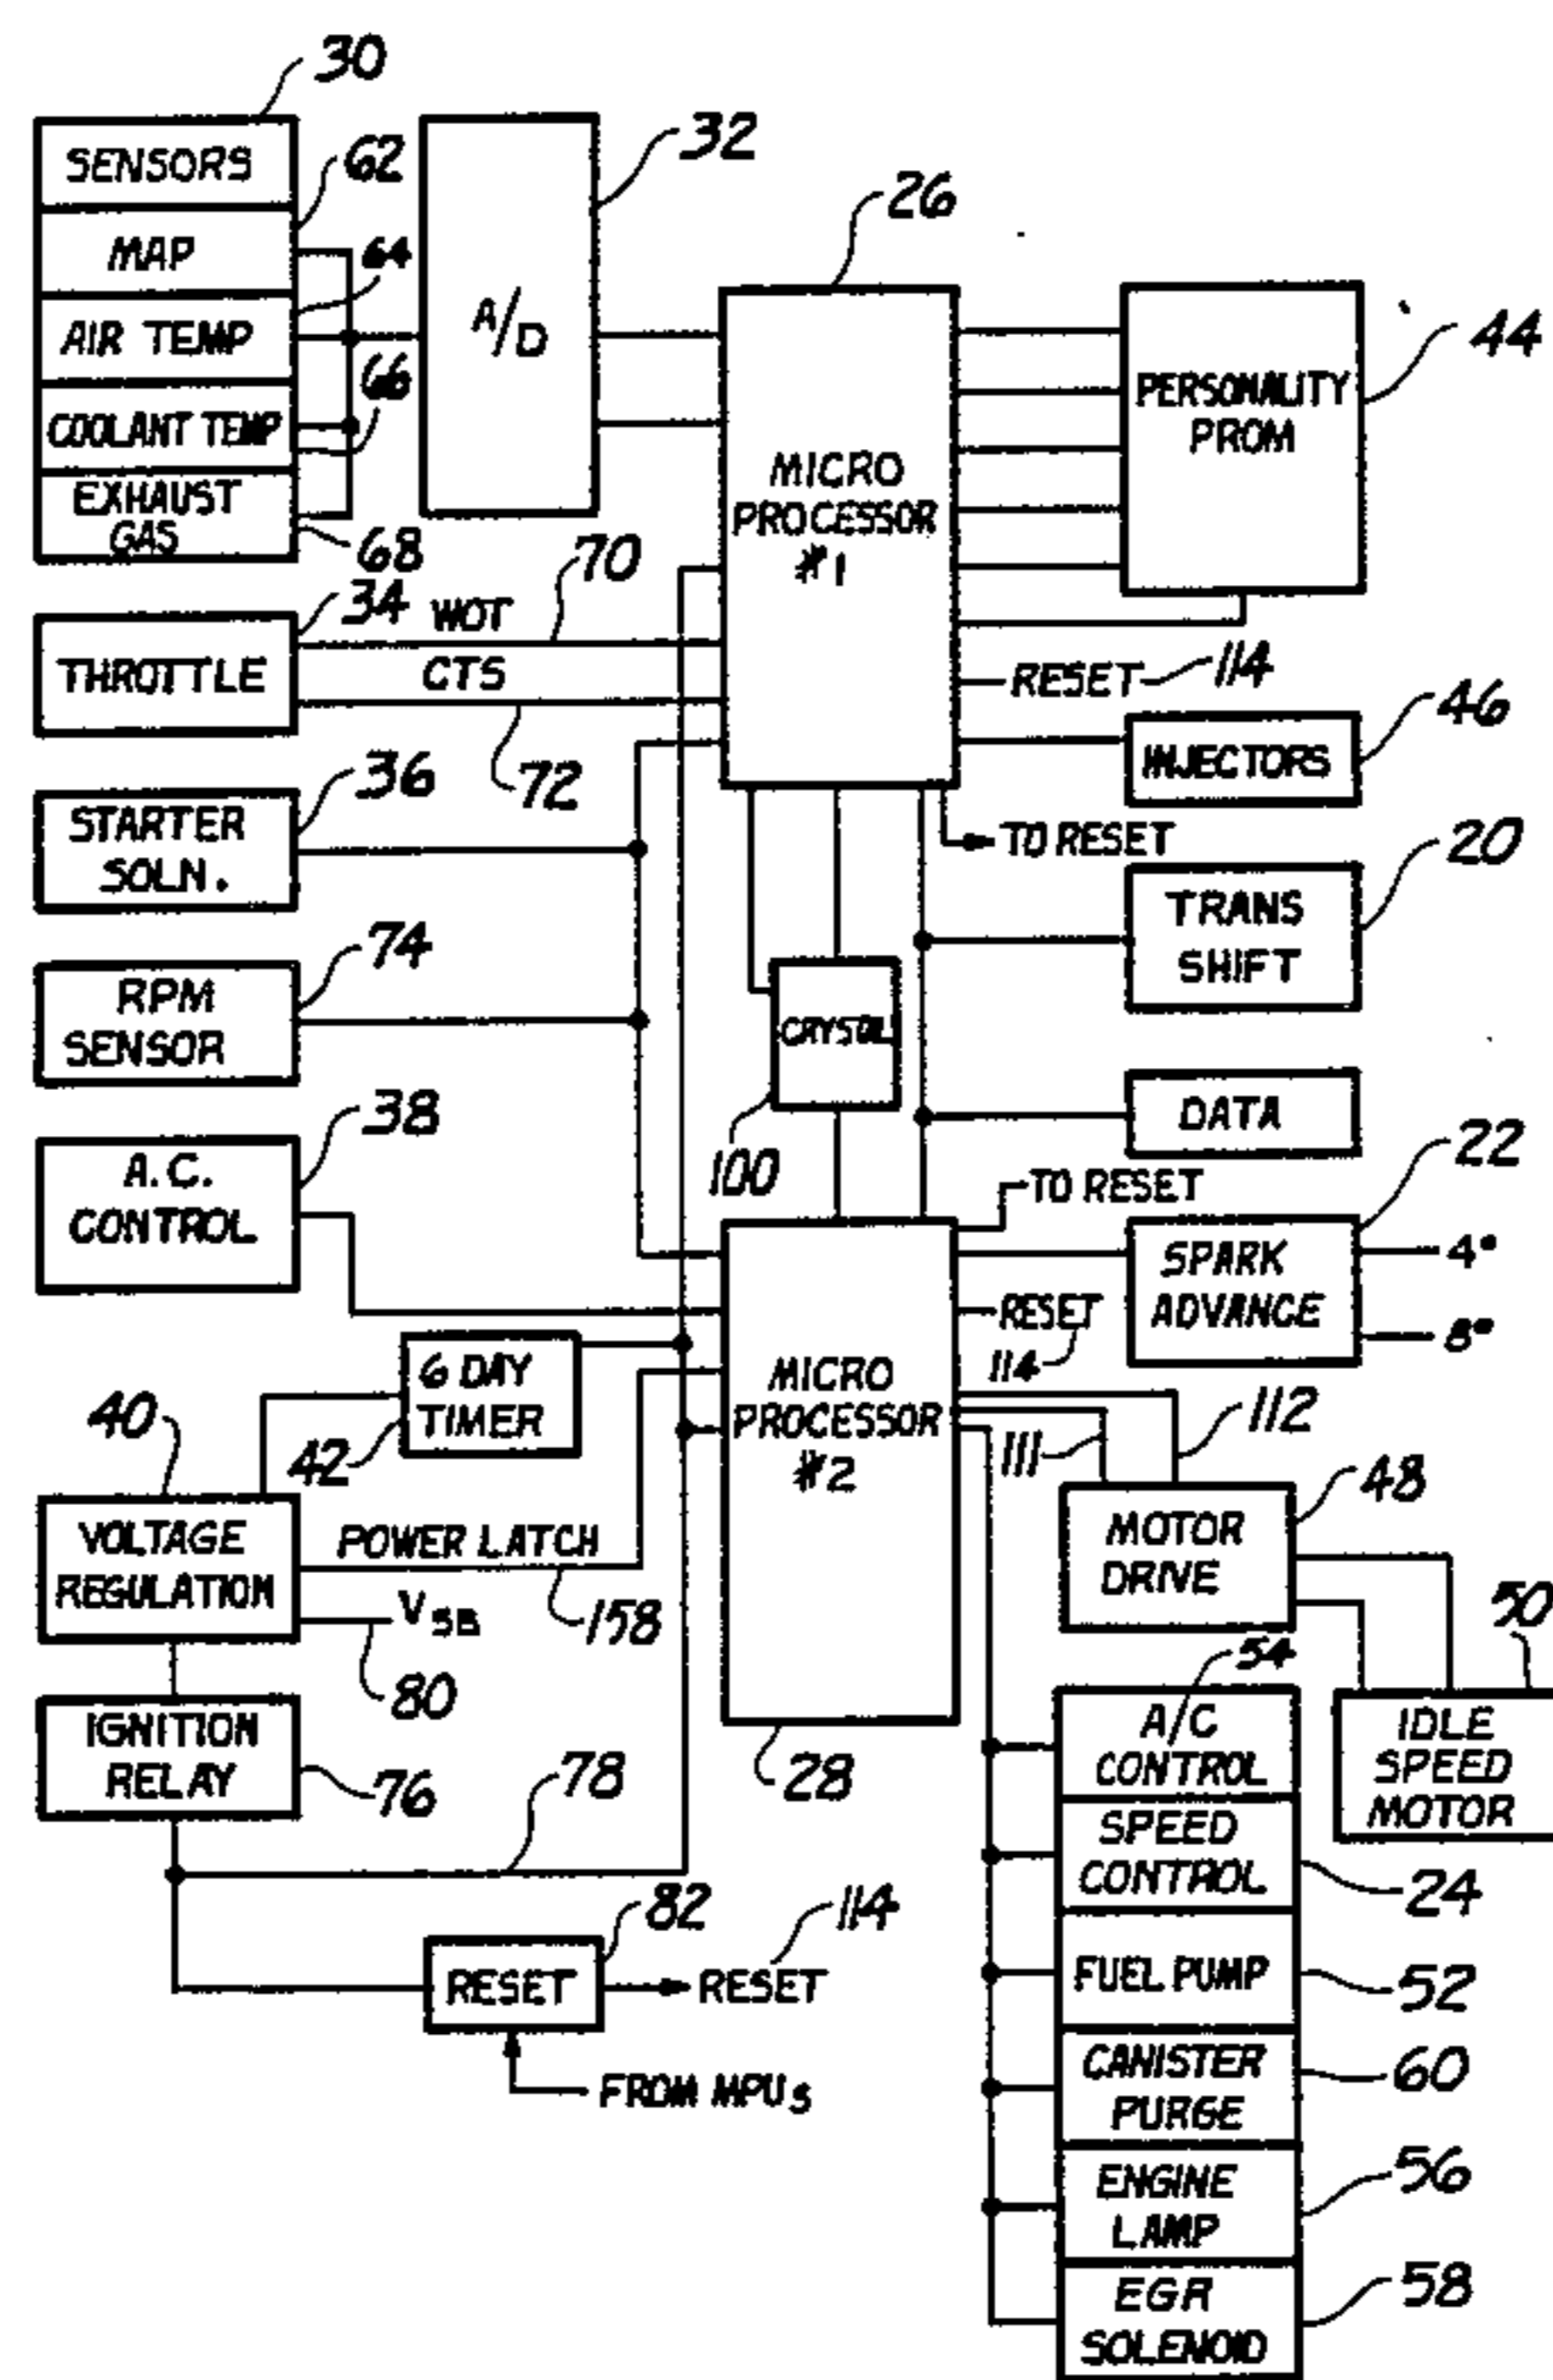 30
SENSORS
62
MAP
64
AIR TEMP
66
COOLANT TEMP
EXHAUST
GAS
68
32
A/D
26
MICRO
PROCESSOR
#1
44
PERSONALITY
PROM
34
THROTTLE
WOT
70
CTS
72
RESET
114
46
INJECTORS
36
STARTER
SOLN.
TO RESET
20
TRANS
SHIFT
74
RPM
SENSOR
100
DATA
38
A.C.
CONTROL
TO RESET
22
SPARK
ADVANCE
4°
8°
RESET
114
6 DAY
TIMER
42
MICRO
PROCESSOR
#2
111
112
40
VOLTAGE
REGULATION
POWER LATCH
158
VSB
80
48
MOTOR
DRIVE
50
IDLE
SPEED
MOTOR
IGNITION
RELAY
76
78
28
54
A/C
CONTROL
SPEED
CONTROL
24
82
RESET
RESET
114
FROM MPUs
FUEL PUMP
52
CANISTER
PURGE
60
ENGINE
LAMP
56
EGR
SOLENOID
58